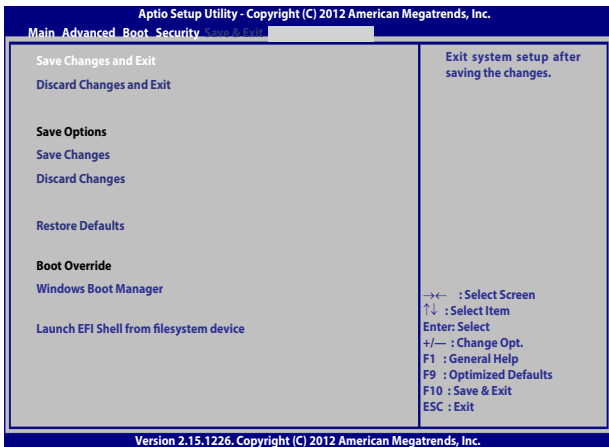 Aptio Setup Utility - Copyright (C) 2012 American Megatrends, Inc.
Main Advanced Boot Security Save & Exit
Save Changes and Exit
Discard Changes and Exit
Save Options
Save Changes
Discard Changes
Restore Defaults
Boot Override
Windows Boot Manager
Launch EFI Shell from filesystem device
Exit system setup after
saving the changes.
→← : Select Screen
↑↓ : Select Item
Enter: Select
+/— : Change Opt.
F1 : General Help
F9 : Optimized Defaults
F10 : Save & Exit
ESC : Exit
Version 2.15.1226. Copyright (C) 2012 American Megatrends, Inc.